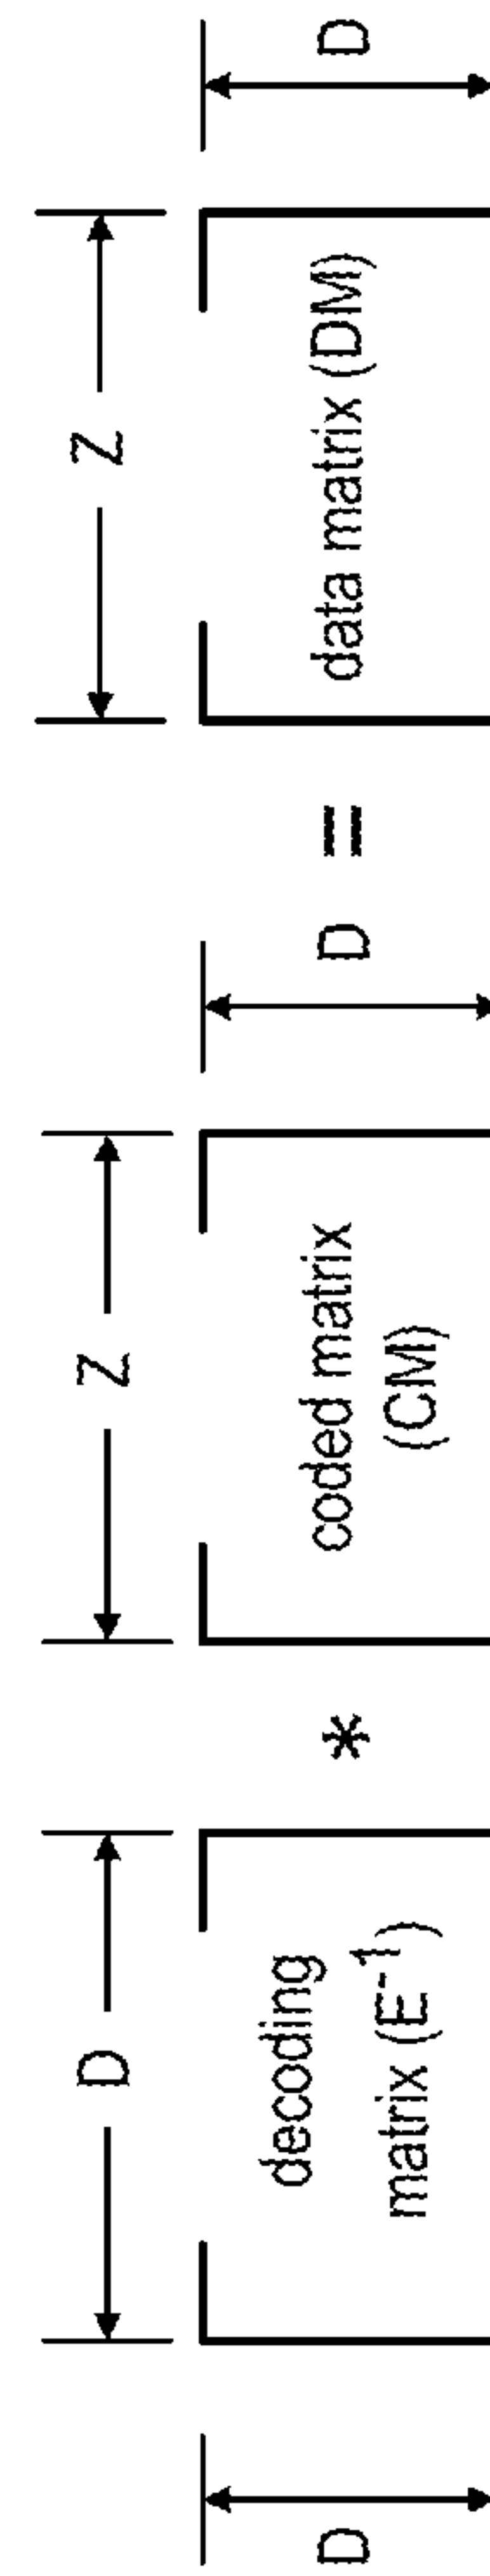 D
D
decoding
matrix (E⁻¹)
*
Z
coded matrix
(CM)
D
=
Z
data matrix (DM)
D